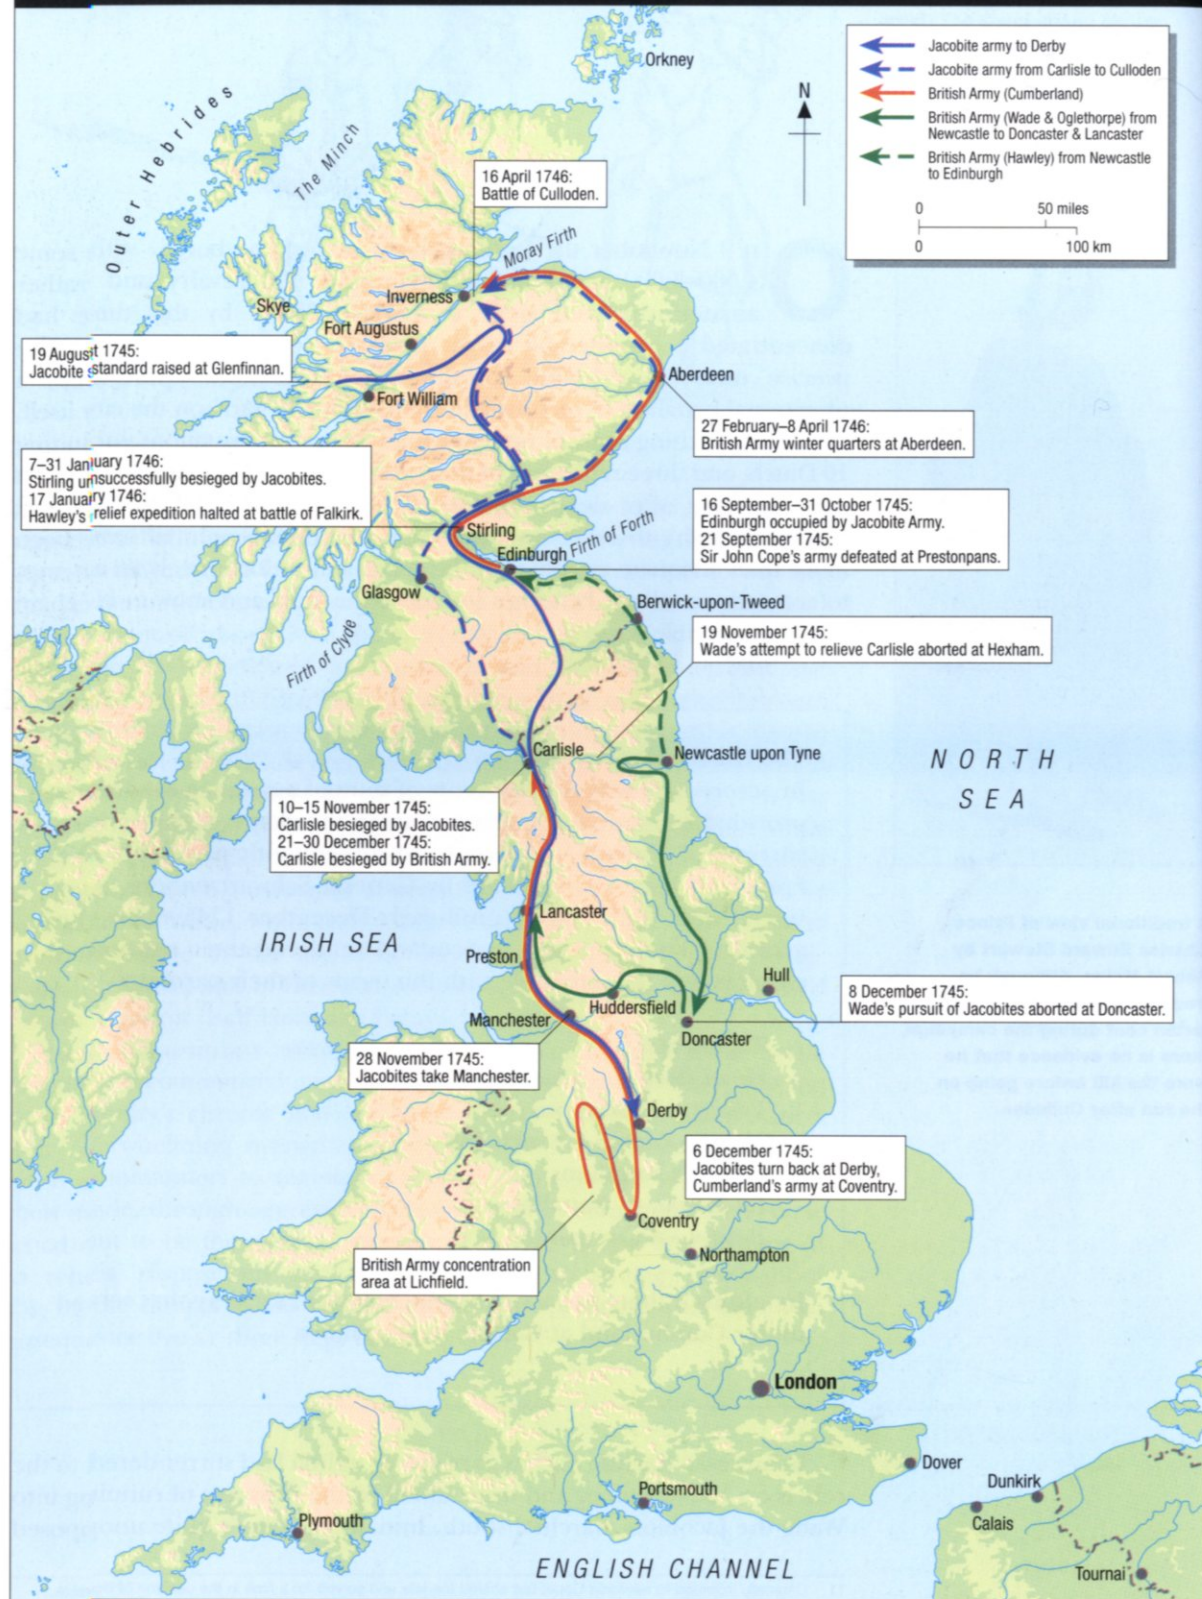 Orkney
Jacobite army to Derby
Jacobite army from Carlisle to Culloden
British Army (Cumberland)
British Army (Wade & Oglethorpe) from
Newcastle to Doncaster & Lancaster
British Army (Hawley) from Newcastle
to Edinburgh
0 50 miles
0 100 km
N
Outer Hebrides
The Minch
16 April 1746:
Battle of Culloden.
Moray Firth
Inverness
Skye
Fort Augustus
19 August 1745:
Jacobite standard raised at Glenfinnan.
Fort William
Aberdeen
27 February–8 April 1746:
British Army winter quarters at Aberdeen.
7–31 January 1746:
Stirling unsuccessfully besieged by Jacobites.
17 January 1746:
Hawley's relief expedition halted at battle of Falkirk.
16 September–31 October 1745:
Edinburgh occupied by Jacobite Army.
21 September 1745:
Sir John Cope's army defeated at Prestonpans.
Stirling
Edinburgh
Firth of Forth
Glasgow
Firth of Clyde
Berwick-upon-Tweed
19 November 1745:
Wade's attempt to relieve Carlisle aborted at Hexham.
Carlisle
Newcastle upon Tyne
NORTH
SEA
10–15 November 1745:
Carlisle besieged by Jacobites.
21–30 December 1745:
Carlisle besieged by British Army.
Lancaster
IRISH SEA
Preston
Hull
Huddersfield
8 December 1745:
Wade's pursuit of Jacobites aborted at Doncaster.
Manchester
Doncaster
28 November 1745:
Jacobites take Manchester.
Derby
6 December 1745:
Jacobites turn back at Derby,
Cumberland's army at Coventry.
Coventry
Northampton
British Army concentration
area at Lichfield.
London
Dover
Dunkirk
Portsmouth
Calais
Plymouth
ENGLISH CHANNEL
Tournai